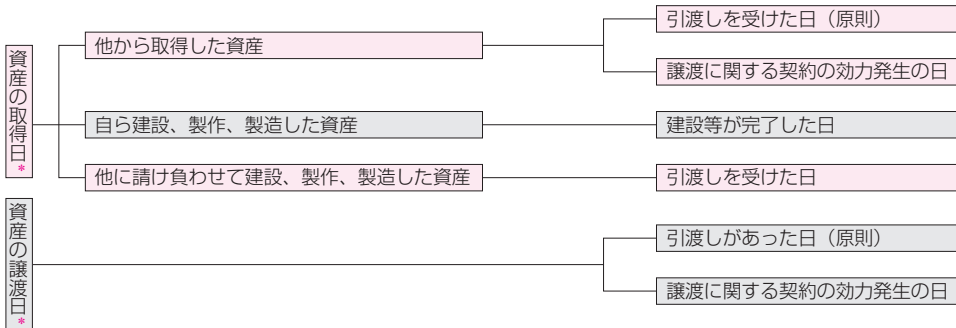 資産の取得日*
他から取得した資産
引渡しを受けた日（原則）
譲渡に関する契約の効力発生の日
自ら建設、製作、製造した資産
建設等が完了した日
他に請け負わせて建設、製作、製造した資産
引渡しを受けた日
資産の譲渡日*
引渡しがあった日（原則）
譲渡に関する契約の効力発生の日